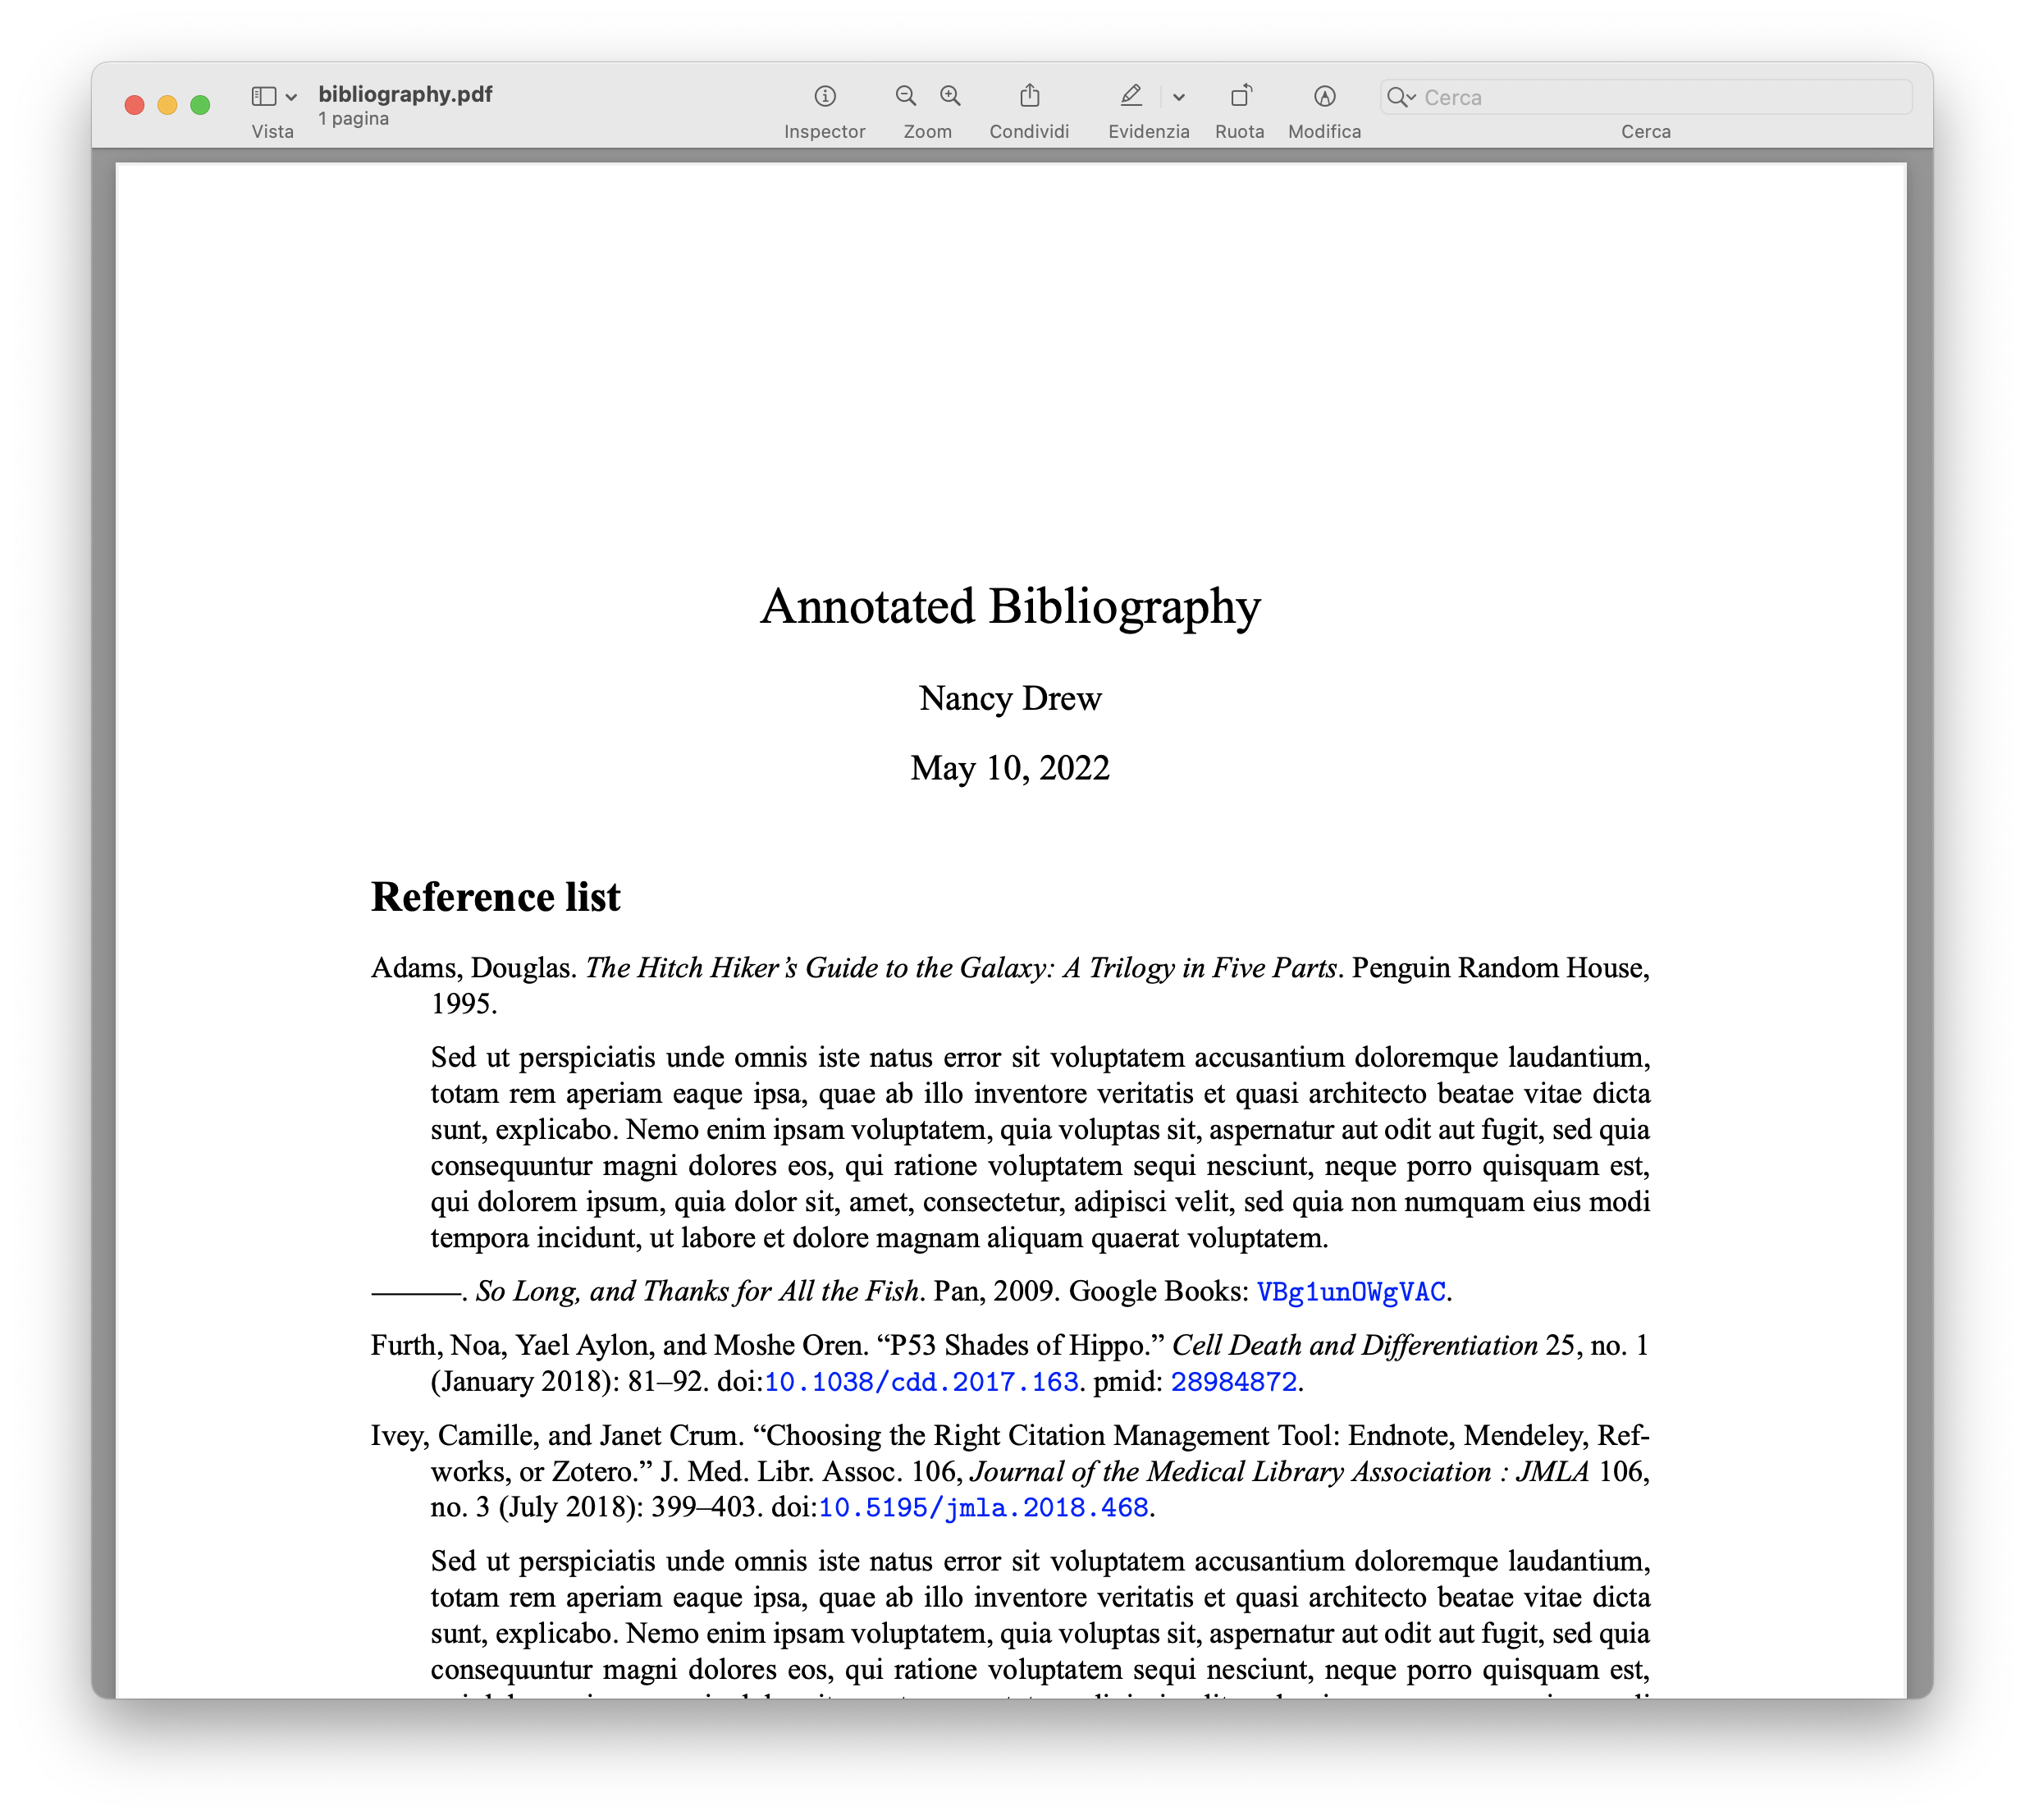 bibliography.pdf
1 pagina
Vista
Inspector
Zoom
Condividi
Evidenzia
Ruota
Modifica
Cerca
Cerca
Annotated Bibliography
Nancy Drew
May 10, 2022
Reference list
Adams, Douglas. The Hitch Hiker’s Guide to the Galaxy: A Trilogy in Five Parts. Penguin Random House,
1995.
Sed ut perspiciatis unde omnis iste natus error sit voluptatem accusantium doloremque laudantium,
totam rem aperiam eaque ipsa, quae ab illo inventore veritatis et quasi architecto beatae vitae dicta
sunt, explicabo. Nemo enim ipsam voluptatem, quia voluptas sit, aspernatur aut odit aut fugit, sed quia
consequuntur magni dolores eos, qui ratione voluptatem sequi nesciunt, neque porro quisquam est,
qui dolorem ipsum, quia dolor sit, amet, consectetur, adipisci velit, sed quia non numquam eius modi
tempora incidunt, ut labore et dolore magnam aliquam quaerat voluptatem.
———. So Long, and Thanks for All the Fish. Pan, 2009. Google Books: VBg1unOWgVAC.
Furth, Noa, Yael Aylon, and Moshe Oren. “P53 Shades of Hippo.” Cell Death and Differentiation 25, no. 1
(January 2018): 81–92. doi:10.1038/cdd.2017.163. pmid: 28984872.
Ivey, Camille, and Janet Crum. “Choosing the Right Citation Management Tool: Endnote, Mendeley, Ref-
works, or Zotero.” J. Med. Libr. Assoc. 106, Journal of the Medical Library Association : JMLA 106,
no. 3 (July 2018): 399–403. doi:10.5195/jmla.2018.468.
Sed ut perspiciatis unde omnis iste natus error sit voluptatem accusantium doloremque laudantium,
totam rem aperiam eaque ipsa, quae ab illo inventore veritatis et quasi architecto beatae vitae dicta
sunt, explicabo. Nemo enim ipsam voluptatem, quia voluptas sit, aspernatur aut odit aut fugit, sed quia
consequuntur magni dolores eos, qui ratione voluptatem sequi nesciunt, neque porro quisquam est,